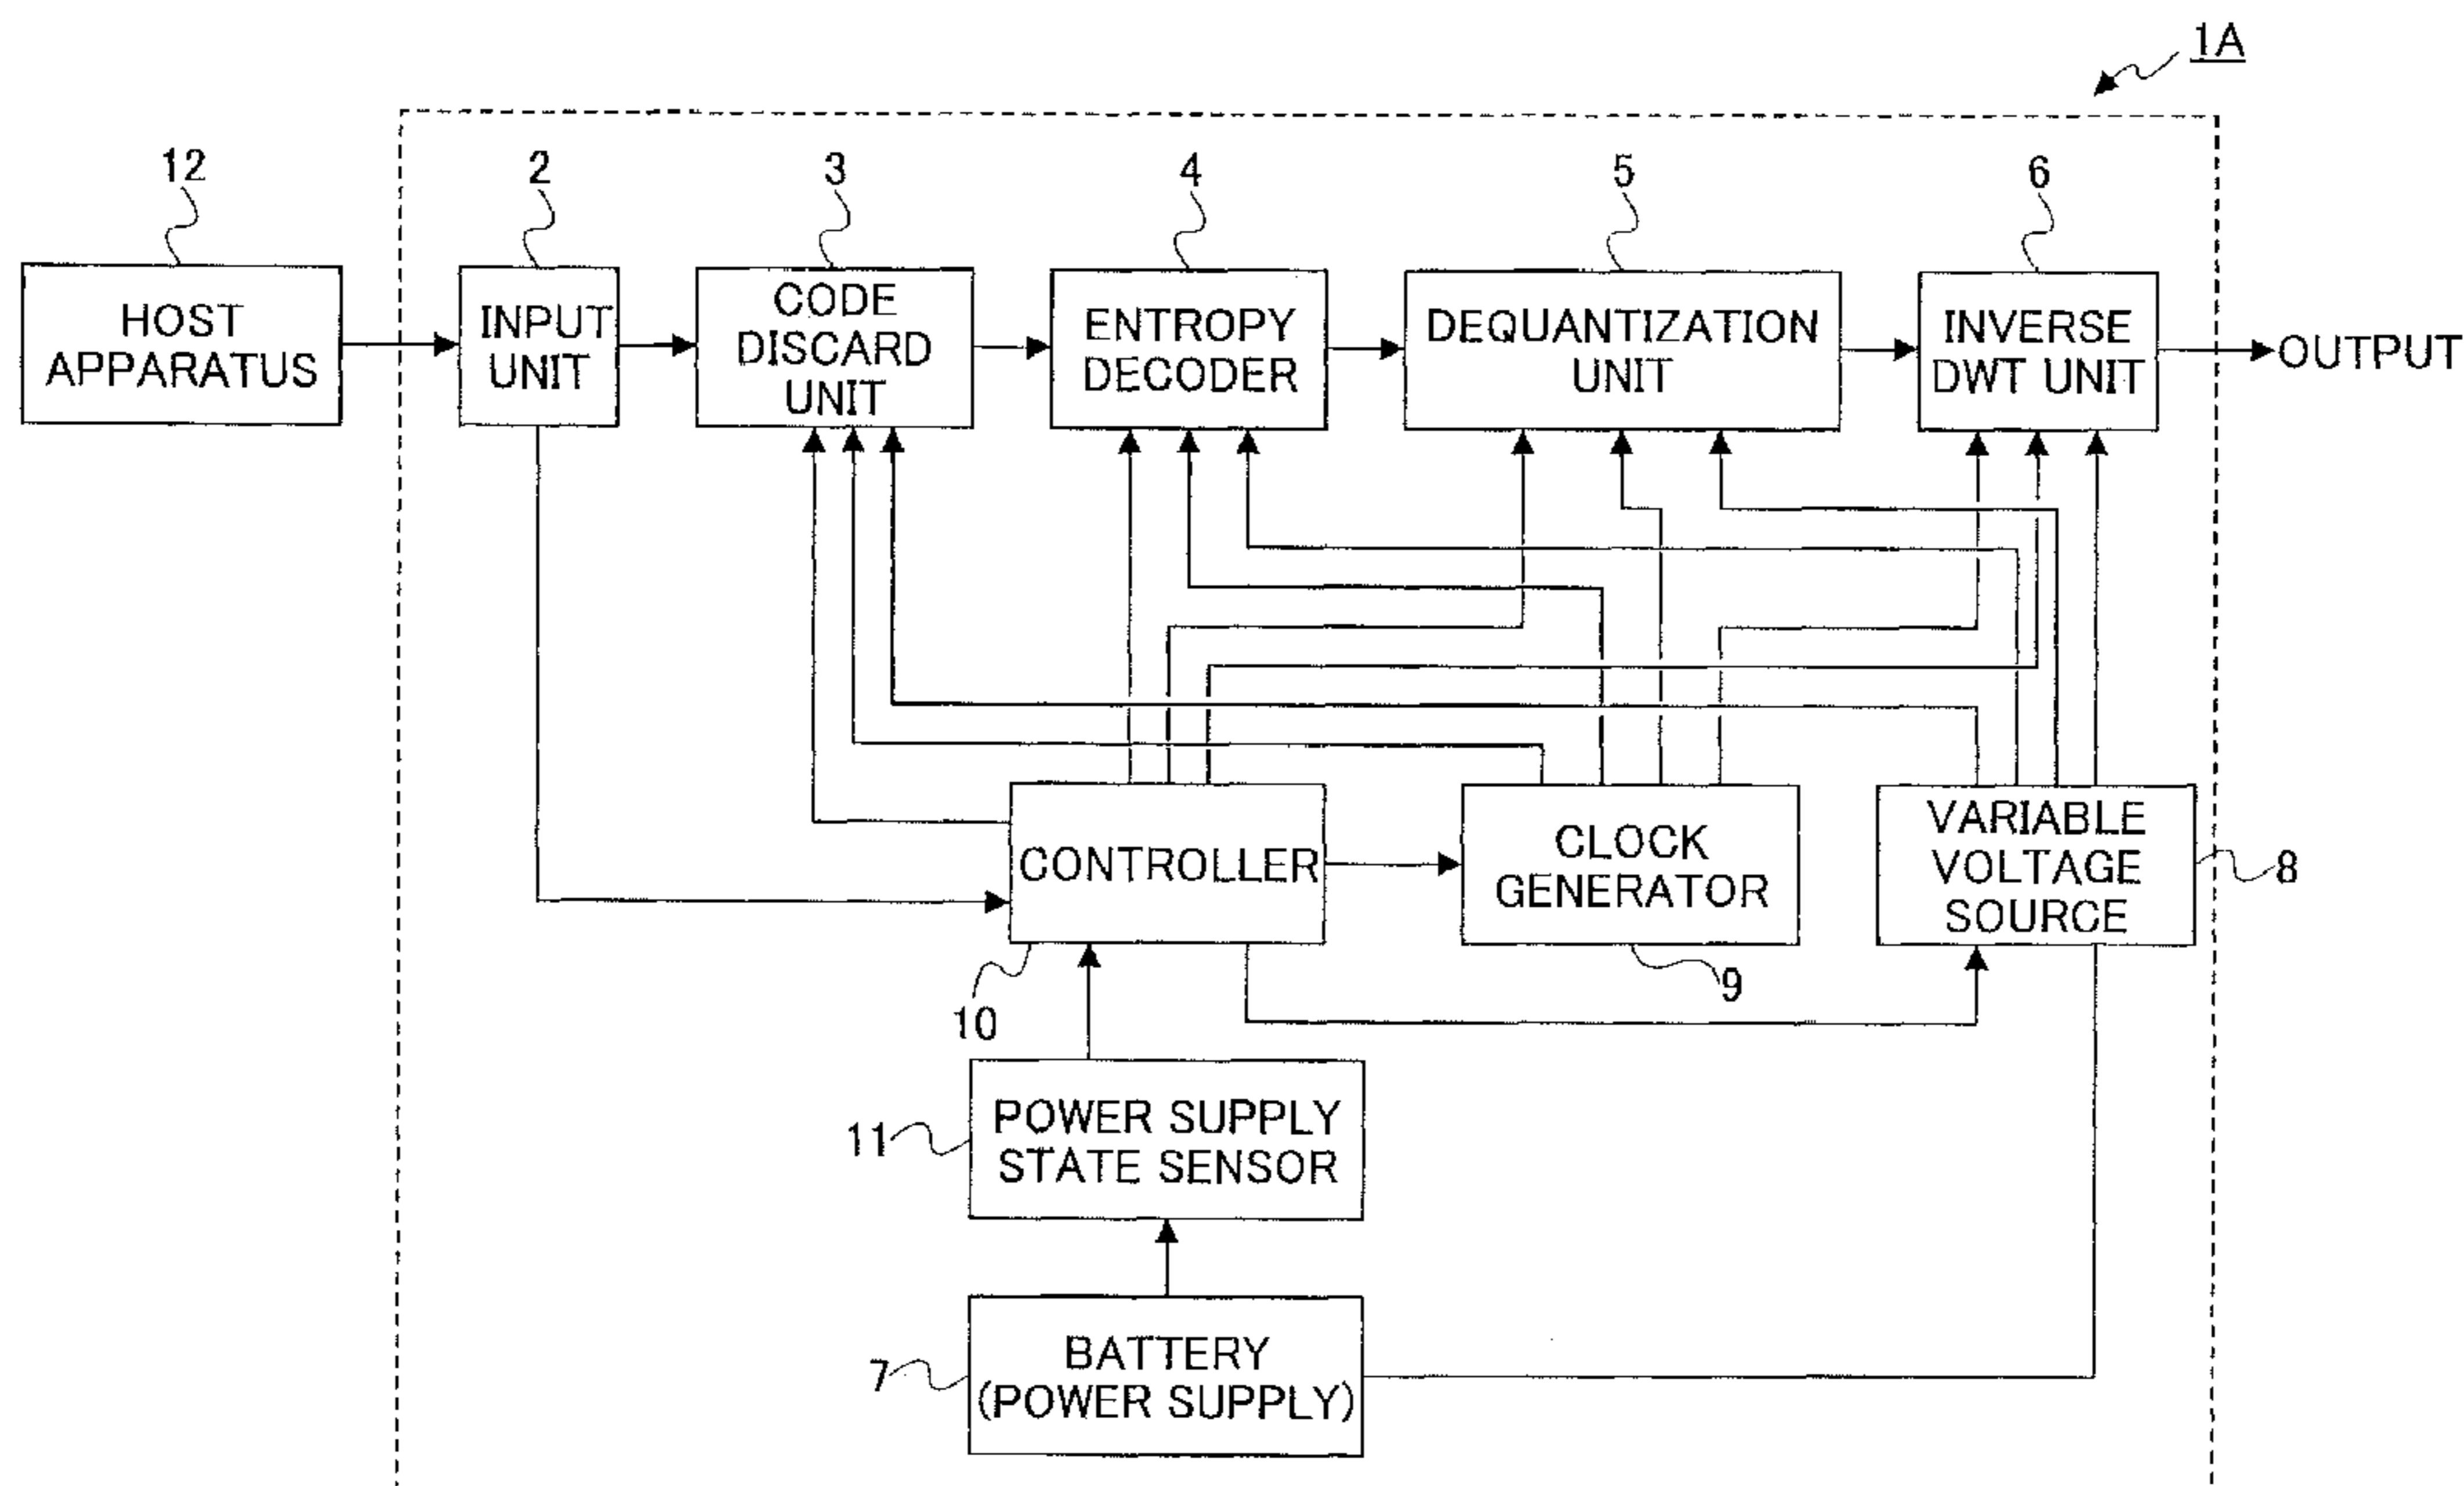 1A
12
2
3
4
5
6
HOST
APPARATUS
INPUT
UNIT
CODE
DISCARD
UNIT
ENTROPY
DECODER
DEQUANTIZATION
UNIT
INVERSE
DWT UNIT
OUTPUT
CONTROLLER
CLOCK
GENERATOR
VARIABLE
VOLTAGE
SOURCE
8
10
9
11
POWER SUPPLY
STATE SENSOR
7
BATTERY
(POWER SUPPLY)